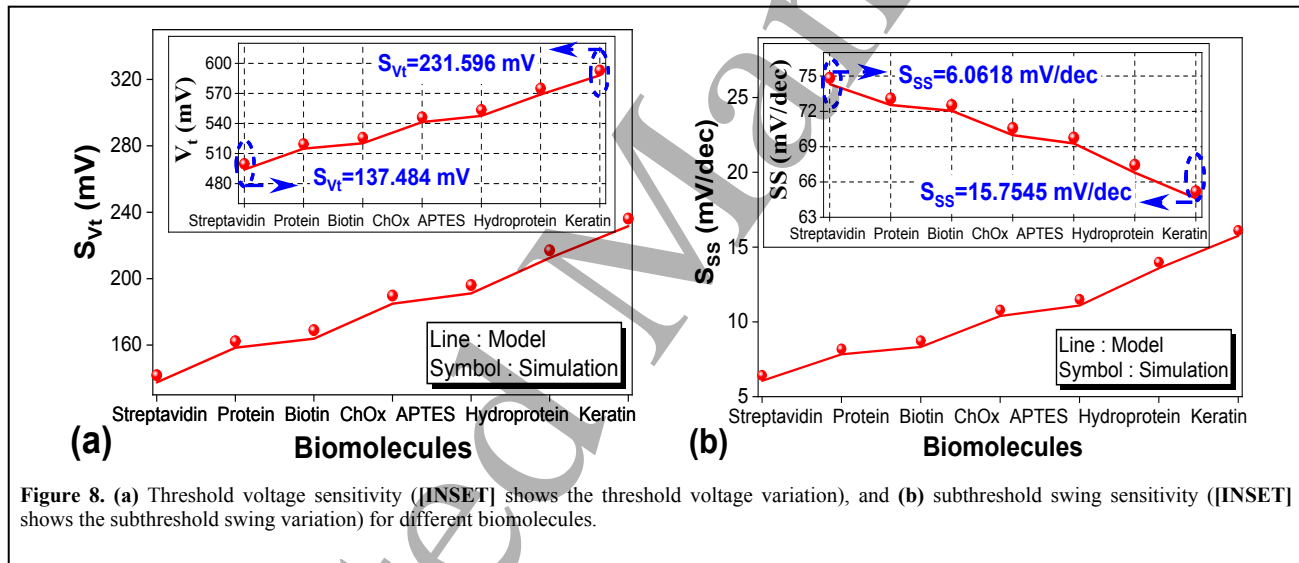 S_Vt (mV)
320
280
240
200
160
V_t (mV)
600
570
540
510
480
S_Vt=231.596 mV
S_Vt=137.484 mV
Streptavidin Protein Biotin ChOx APTES Hydroprotein Keratin
Line : Model
Symbol : Simulation
Streptavidin Protein Biotin ChOx APTES Hydroprotein Keratin
(a) Biomolecules
S_SS (mV/dec)
25
20
15
10
5
SS (mV/dec)
75
72
69
66
63
S_SS=6.0618 mV/dec
S_SS=15.7545 mV/dec
Streptavidin Protein Biotin ChOx APTES Hydroprotein Keratin
Line : Model
Symbol : Simulation
Streptavidin Protein Biotin ChOx APTES Hydroprotein Keratin
(b) Biomolecules
Figure 8. (a) Threshold voltage sensitivity ([INSET] shows the threshold voltage variation), and (b) subthreshold swing sensitivity ([INSET]
shows the subthreshold swing variation) for different biomolecules.